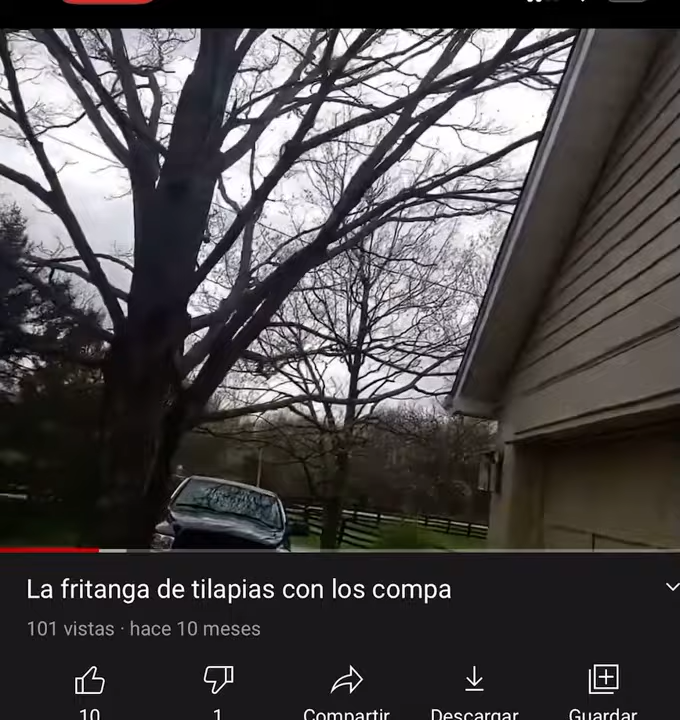 La fritanga de tilapias con los compa
101 vistas · hace 10 meses
10 1 Compartir Descargar Guardar